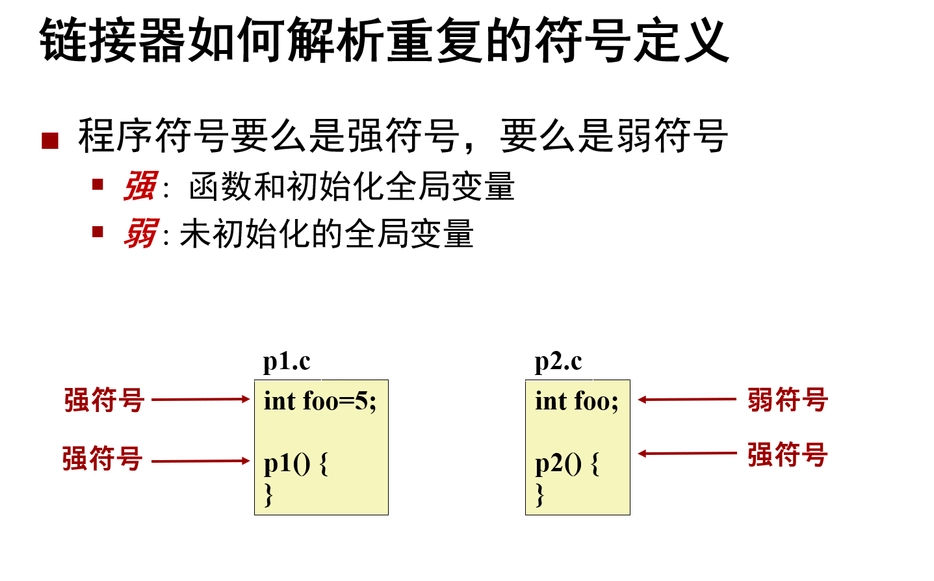 链接器如何解析重复的符号定义
程序符号要么是强符号，要么是弱符号
强: 函数和初始化全局变量
弱: 未初始化的全局变量
p1.c
p2.c
强符号
int foo=5;
int foo;
弱符号
强符号
p1() {
p2() {
强符号
}
}